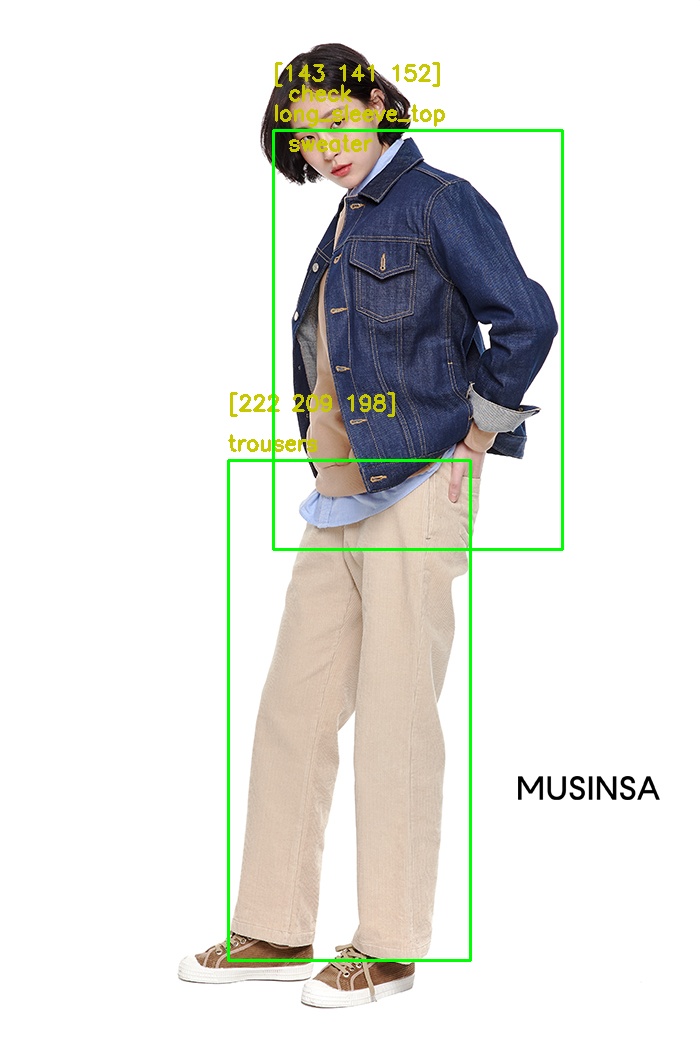 [143 141 152]
check
long_sleeve_top
sweater
[222 209 198]
trousers
MUSINSA